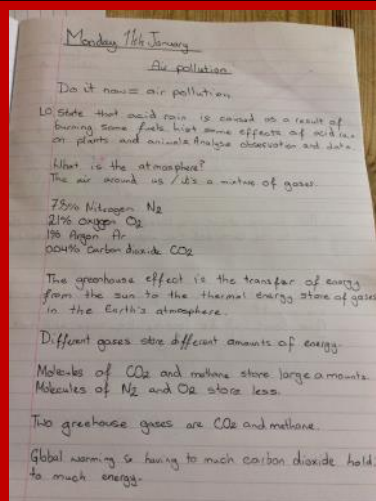 Monday 11th January
Air pollution
Do it now = air pollution
LO State that acid rain is caused as a result of
burning some fuels. List some effects of acid rain
on plants and animals. Analyse observation and data.
What is the atmosphere?
The air around us / it's a mixture of gases.
78% Nitrogen N2
21% oxygen O2
1% Argon Ar
0.04% Carbon dioxide CO2
The greenhouse effect is the transfer of energy
from the sun to the thermal energy store of gases
in the Earth's atmosphere.
Different gases store different amounts of energy.
Molecules of CO2 and methane store large amounts.
Molecules of N2 and O2 store less.
Two greehouse gases are CO2 and methane.
Global warming is having to much carbon dioxide hold
to much energy.